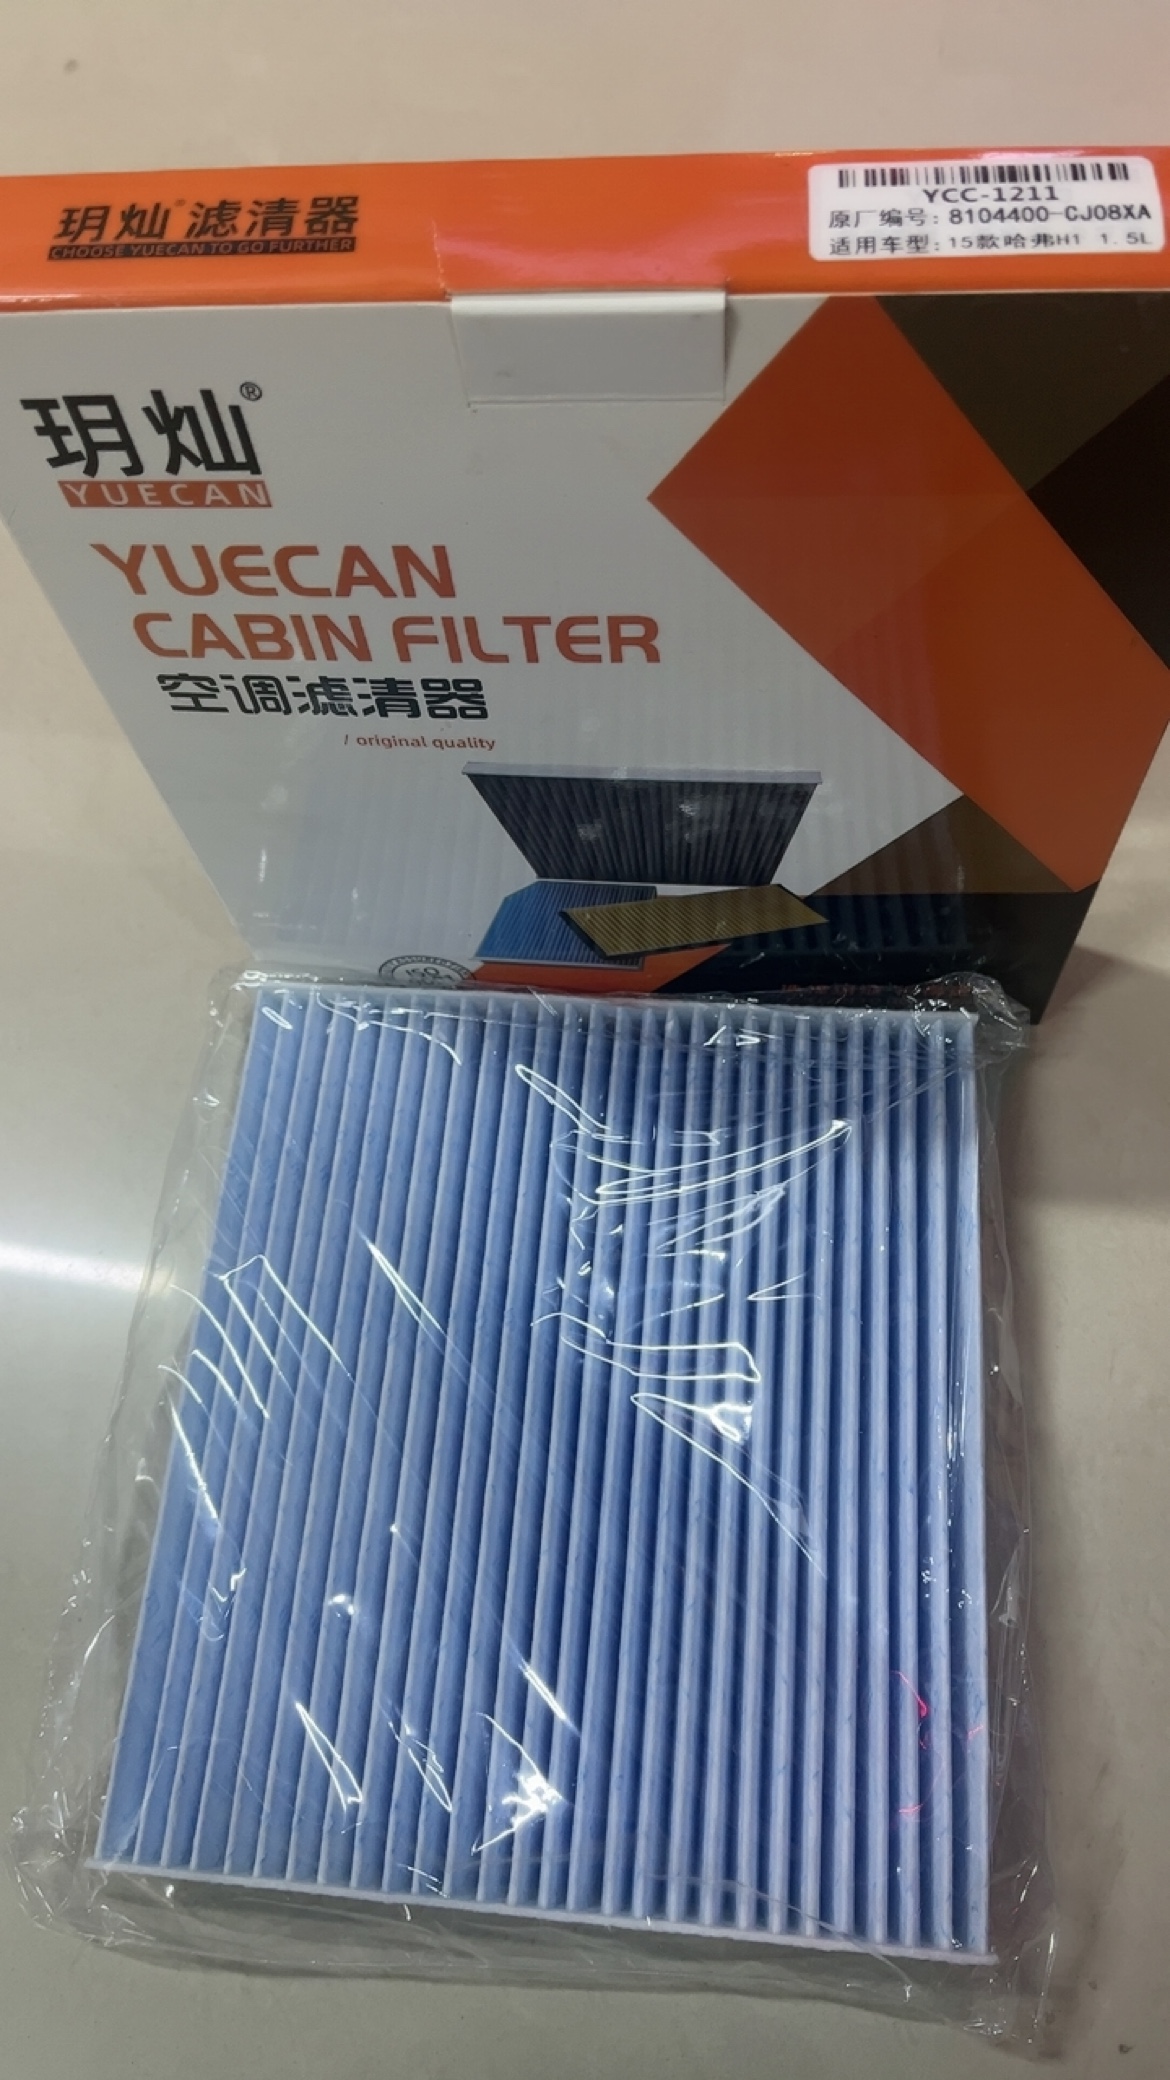 玥灿® 滤清器
CHOOSE YUECAN TO GO FURTHER
YCC-1211
原厂编号: 8104400-CJ08XA
适用车型: 15款哈弗H1 1.5L
玥灿®
YUECAN
YUECAN
CABIN FILTER
空调滤清器
/ original quality
ISO